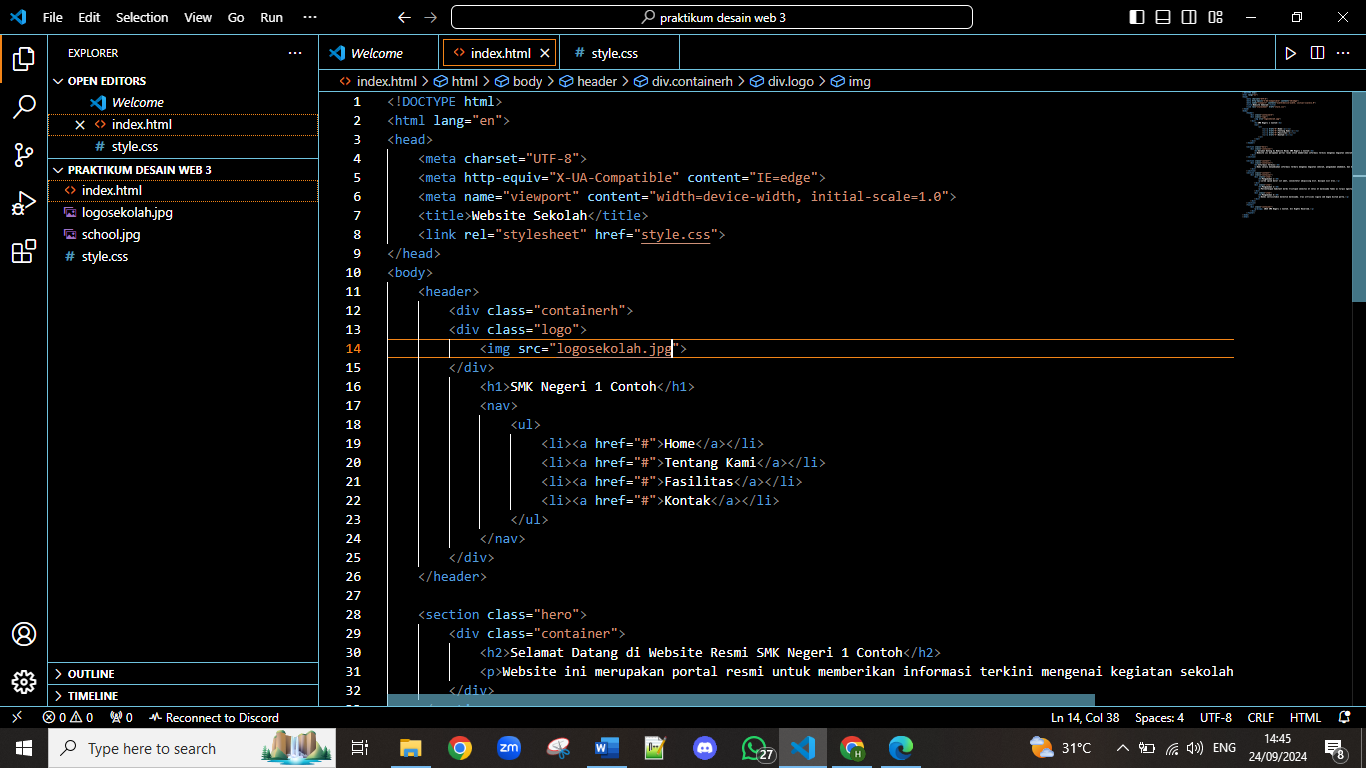 File Edit Selection View Go Run ···
praktikum desain web 3
EXPLORER ···
OPEN EDITORS
Welcome
index.html
style.css
PRAKTIKUM DESAIN WEB 3
index.html
logosekolah.jpg
school.jpg
style.css
OUTLINE
TIMELINE
Welcome index.html style.css
index.html > html > body > header > div.containerh > div.logo > img
1 <!DOCTYPE html>
2 <html lang="en">
3 <head>
4 <meta charset="UTF-8">
5 <meta http-equiv="X-UA-Compatible" content="IE=edge">
6 <meta name="viewport" content="width=device-width, initial-scale=1.0">
7 <title>Website Sekolah</title>
8 <link rel="stylesheet" href="style.css">
9 </head>
10 <body>
11 <header>
12 <div class="containerh">
13 <div class="logo">
14 <img src="logosekolah.jpg">
15 </div>
16 <h1>SMK Negeri 1 Contoh</h1>
17 <nav>
18 <ul>
19 <li><a href="#">Home</a></li>
20 <li><a href="#">Tentang Kami</a></li>
21 <li><a href="#">Fasilitas</a></li>
22 <li><a href="#">Kontak</a></li>
23 </ul>
24 </nav>
25 </div>
26 </header>
27
28 <section class="hero">
29 <div class="container">
30 <h2>Selamat Datang di Website Resmi SMK Negeri 1 Contoh</h2>
31 <p>Website ini merupakan portal resmi untuk memberikan informasi terkini mengenai kegiatan sekolah
32 </div>
0 0 0 Reconnect to Discord Ln 14, Col 38 Spaces: 4 UTF-8 CRLF HTML
Type here to search zm 27 31°C ENG 14:45
24/09/2024 8